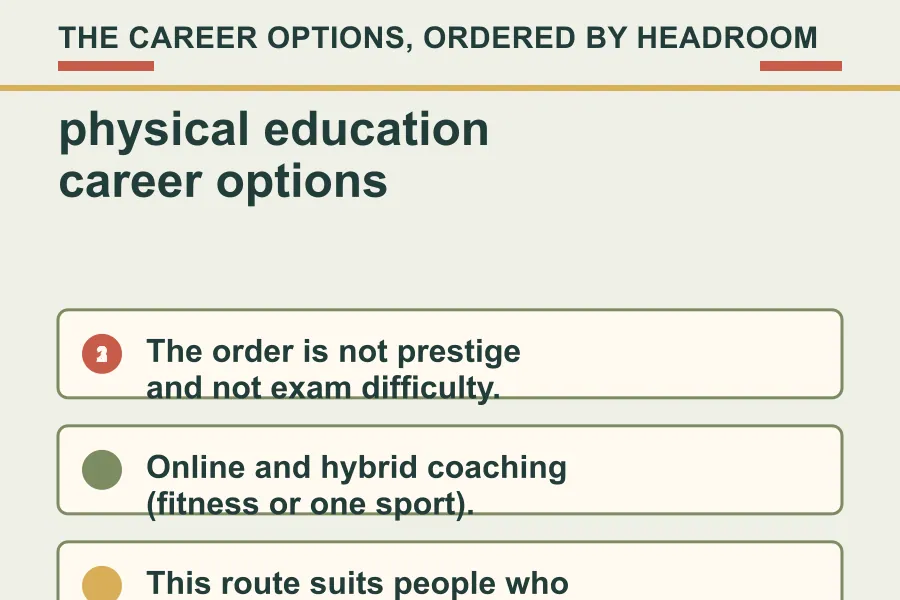 THE CAREER OPTIONS, ORDERED BY HEADROOM
physical education
career options
The order is not prestige
and not exam difficulty.
Online and hybrid coaching
(fitness or one sport).
This route suits people who